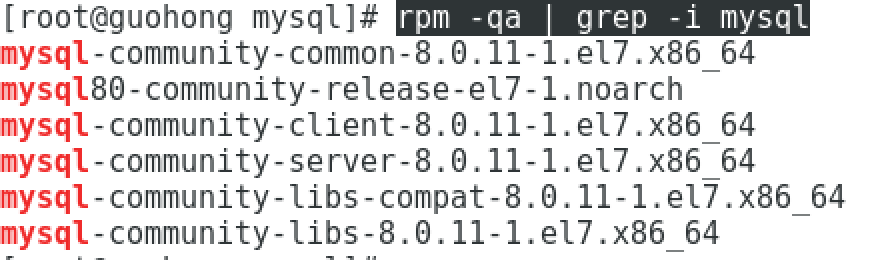 [root@guohong mysql]# rpm -qa | grep -i mysql
mysql-community-common-8.0.11-1.el7.x86_64
mysql80-community-release-el7-1.noarch
mysql-community-client-8.0.11-1.el7.x86_64
mysql-community-server-8.0.11-1.el7.x86_64
mysql-community-libs-compat-8.0.11-1.el7.x86_64
mysql-community-libs-8.0.11-1.el7.x86_64